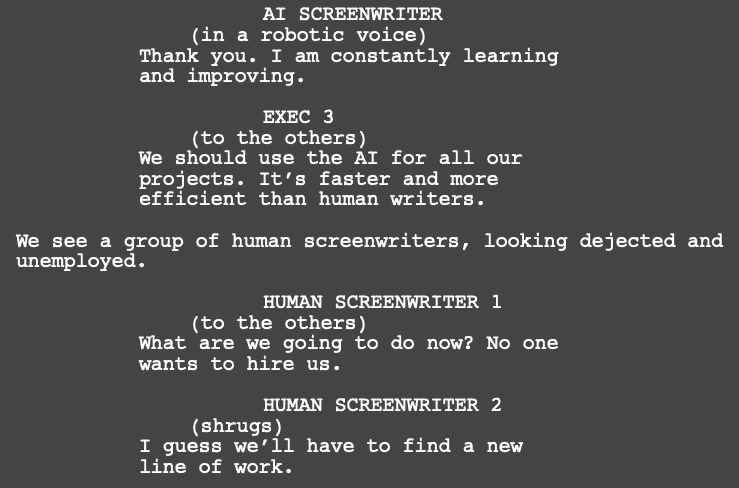 AI SCREENWRITER
(in a robotic voice)
Thank you. I am constantly learning
and improving.
EXEC 3
(to the others)
We should use the AI for all our
projects. It’s faster and more
efficient than human writers.
We see a group of human screenwriters, looking dejected and
unemployed.
HUMAN SCREENWRITER 1
(to the others)
What are we going to do now? No one
wants to hire us.
HUMAN SCREENWRITER 2
(shrugs)
I guess we’ll have to find a new
line of work.